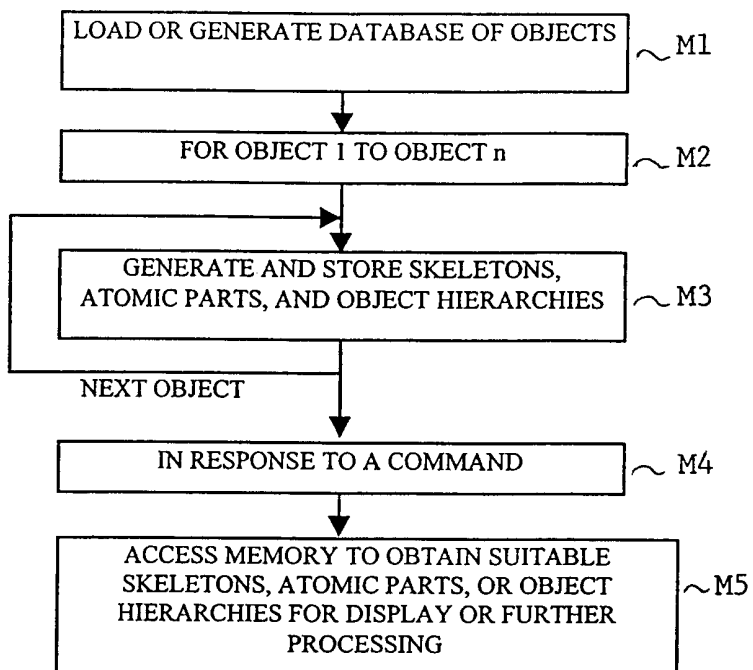 LOAD OR GENERATE DATABASE OF OBJECTS
M1
FOR OBJECT 1 TO OBJECT n
M2
GENERATE AND STORE SKELETONS,
ATOMIC PARTS, AND OBJECT HIERARCHIES
M3
NEXT OBJECT
IN RESPONSE TO A COMMAND
M4
ACCESS MEMORY TO OBTAIN SUITABLE
SKELETONS, ATOMIC PARTS, OR OBJECT
HIERARCHIES FOR DISPLAY OR FURTHER
PROCESSING
M5